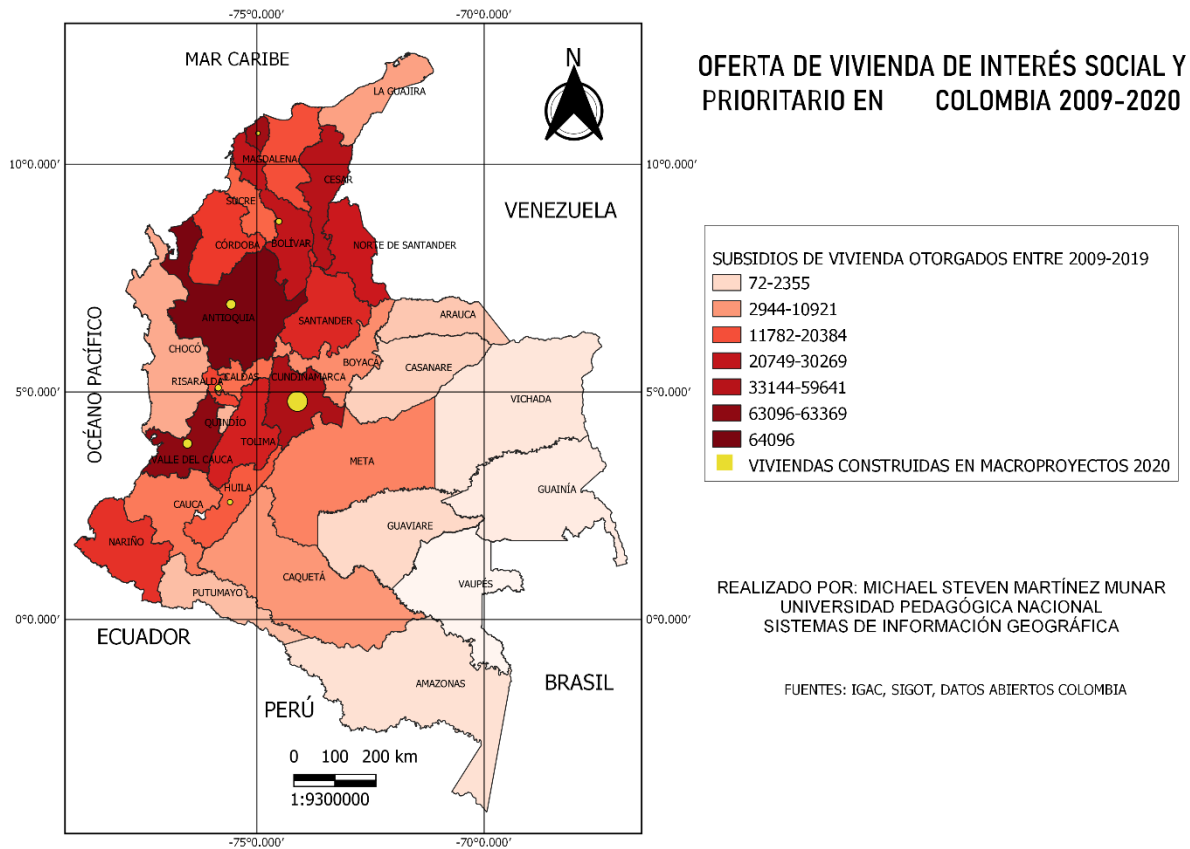 -75°0.000'
-70°0.000'
MAR CARIBE
N
LA GUAJIRA
OFERTA DE VIVIENDA DE INTERÉS SOCIAL Y
PRIORITARIO EN COLOMBIA 2009-2020
10°0.000'
10°0.000'
MAGDALENA
CESAR
SUCRE
VENEZUELA
CÓRDOBA
BOLÍVAR
NORTE DE SANTANDER
SUBSIDIOS DE VIVIENDA OTORGADOS ENTRE 2009-2019
72-2355
2944-10921
11782-20384
20749-30269
33144-59641
63096-63369
64096
VIVIENDAS CONSTRUIDAS EN MACROPROYECTOS 2020
OCÉANO PACÍFICO
ANTIOQUIA
SANTANDER
ARAUCA
CHOCÓ
BOYACÁ
CASANARE
RISARALDA
CALDAS
CUNDINAMARCA
5°0.000'
5°0.000'
VICHADA
QUINDÍO
TOLIMA
VALLE DEL CAUCA
META
HUILA
GUAINÍA
CAUCA
GUAVIARE
NARIÑO
CAQUETÁ
VAUPÉS
PUTUMAYO
REALIZADO POR: MICHAEL STEVEN MARTÍNEZ MUNAR
UNIVERSIDAD PEDAGÓGICA NACIONAL
SISTEMAS DE INFORMACIÓN GEOGRÁFICA
0°0.000'
0°0.000'
ECUADOR
AMAZONAS
BRASIL
FUENTES: IGAC, SIGOT, DATOS ABIERTOS COLOMBIA
PERÚ
0 100 200 km
1:9300000
-75°0.000'
-70°0.000'